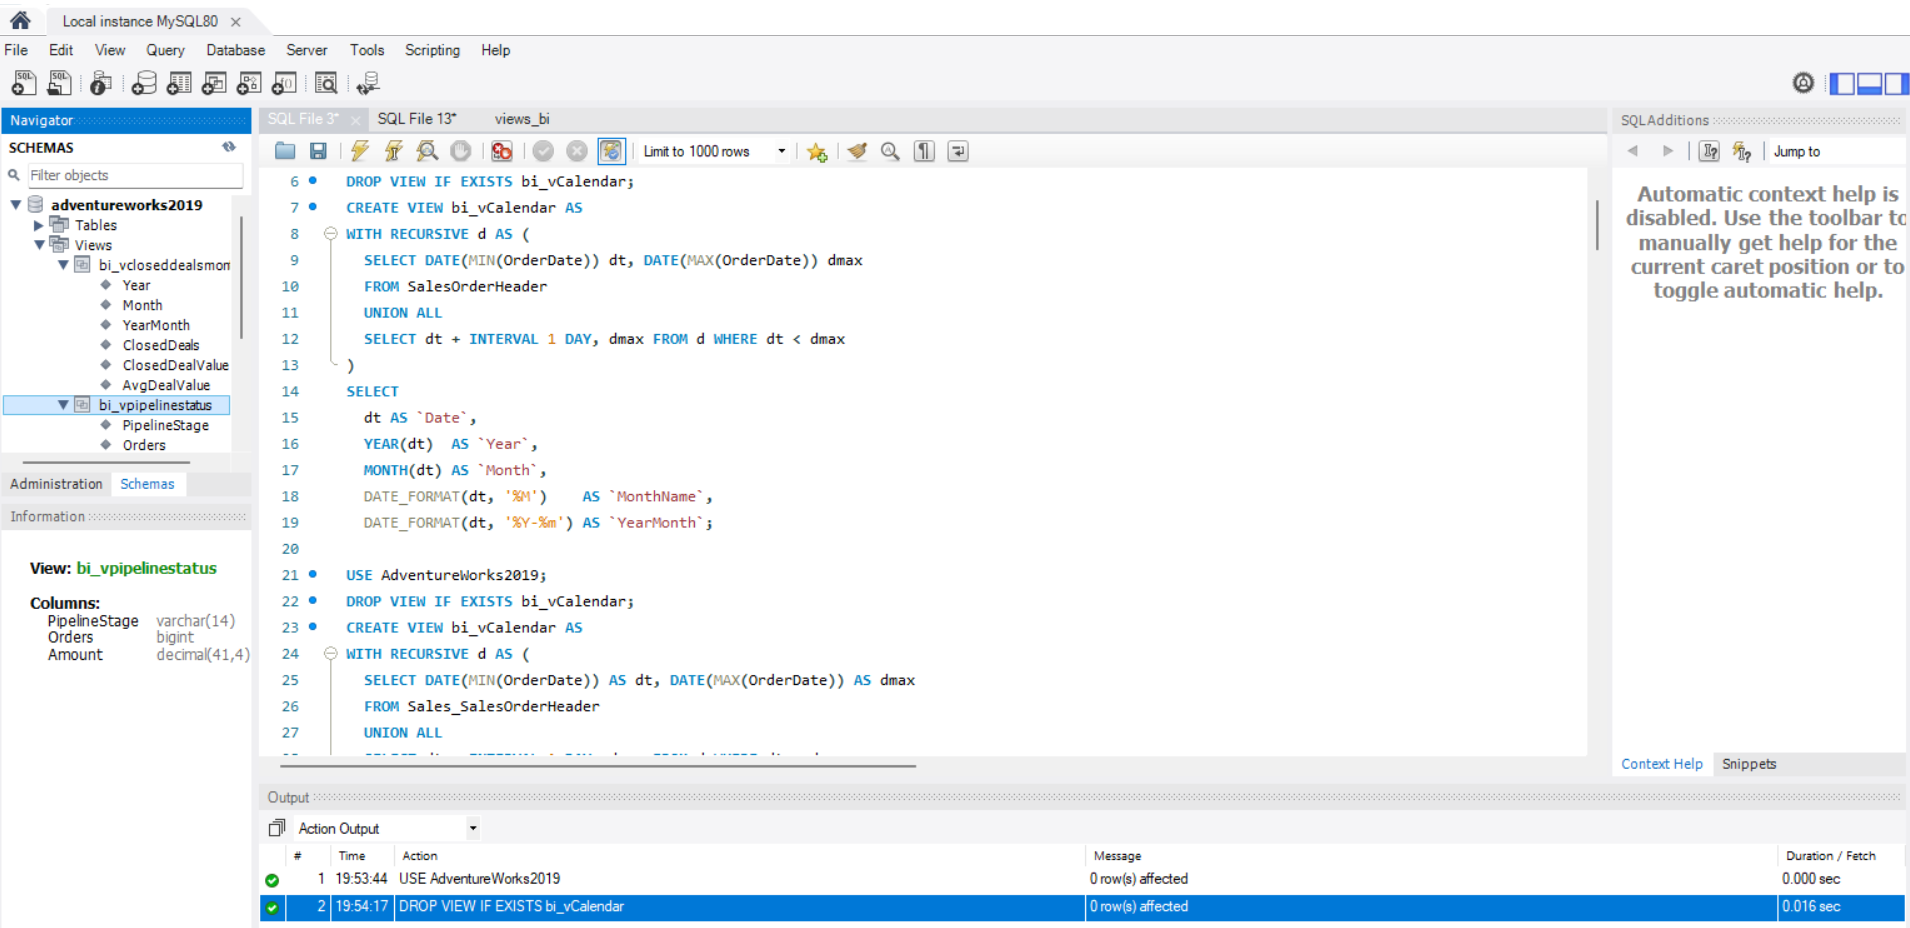 Local instance MySQL80
File Edit View Query Database Server Tools Scripting Help
Navigator
SCHEMAS
Filter objects
adventureworks2019
Tables
Views
bi_vcloseddealsmon
Year
Month
YearMonth
ClosedDeals
ClosedDealValue
AvgDealValue
bi_vpipelinestatus
PipelineStage
Orders
Administration Schemas
Information
View: bi_vpipelinestatus
Columns:
PipelineStage varchar(14)
Orders bigint
Amount decimal(41,4)
SQL File 3* SQL File 13* views_bi
Limit to 1000 rows
6 DROP VIEW IF EXISTS bi_vCalendar;
7 CREATE VIEW bi_vCalendar AS
8 WITH RECURSIVE d AS (
9 SELECT DATE(MIN(OrderDate)) dt, DATE(MAX(OrderDate)) dmax
10 FROM SalesOrderHeader
11 UNION ALL
12 SELECT dt + INTERVAL 1 DAY, dmax FROM d WHERE dt < dmax
13 )
14 SELECT
15 dt AS `Date`,
16 YEAR(dt) AS `Year`,
17 MONTH(dt) AS `Month`,
18 DATE_FORMAT(dt, '%M') AS `MonthName`,
19 DATE_FORMAT(dt, '%Y-%m') AS `YearMonth`;
20
21 USE AdventureWorks2019;
22 DROP VIEW IF EXISTS bi_vCalendar;
23 CREATE VIEW bi_vCalendar AS
24 WITH RECURSIVE d AS (
25 SELECT DATE(MIN(OrderDate)) AS dt, DATE(MAX(OrderDate)) AS dmax
26 FROM Sales_SalesOrderHeader
27 UNION ALL
SQLAdditions
Jump to
Automatic context help is
disabled. Use the toolbar to
manually get help for the
current caret position or to
toggle automatic help.
Context Help Snippets
Output
Action Output
# Time Action Message Duration / Fetch
1 19:53:44 USE AdventureWorks2019 0 row(s) affected 0.000 sec
2 19:54:17 DROP VIEW IF EXISTS bi_vCalendar 0 row(s) affected 0.016 sec